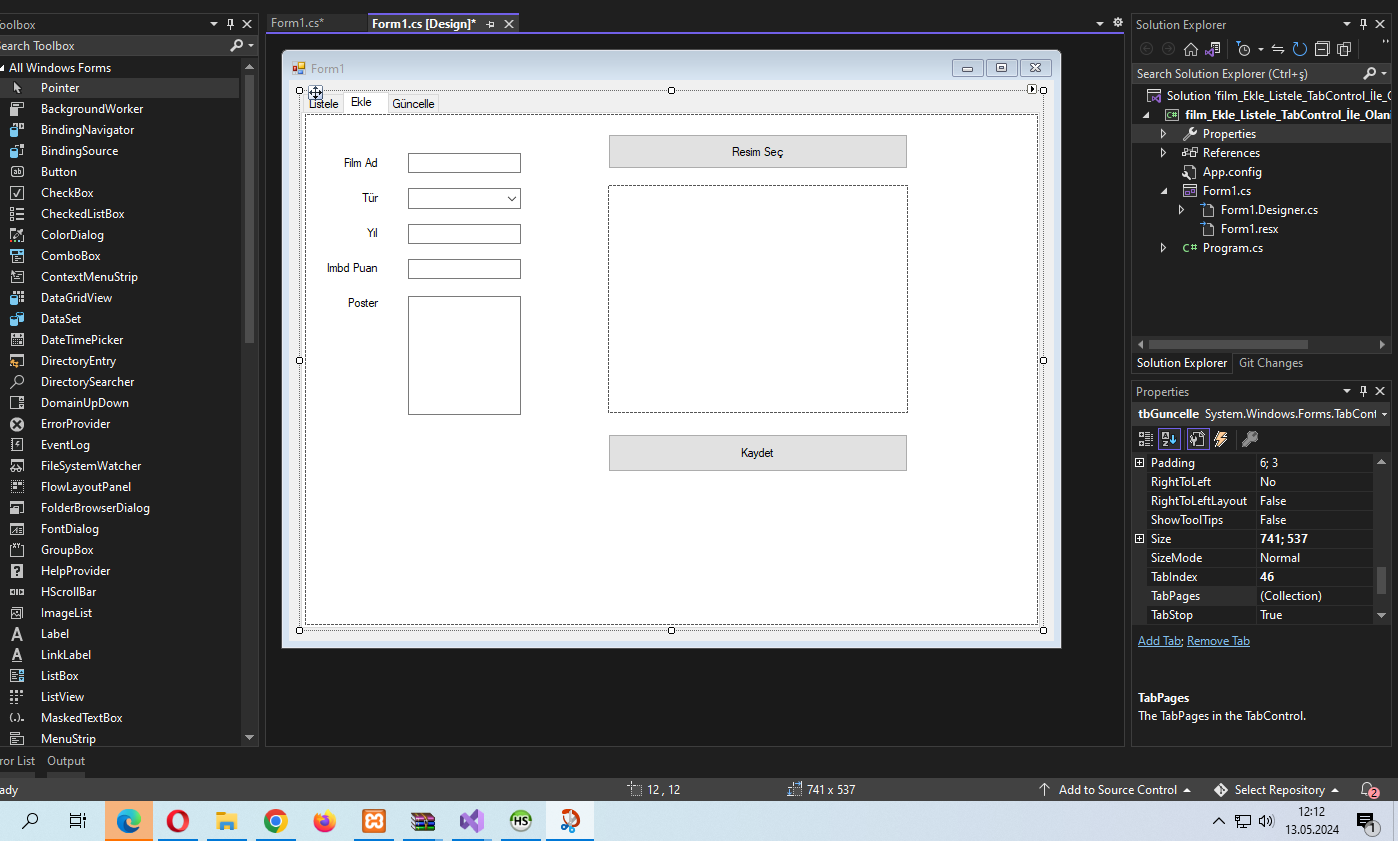 oolbox
Search Toolbox
All Windows Forms
Pointer
BackgroundWorker
BindingNavigator
BindingSource
Button
CheckBox
CheckedListBox
ColorDialog
ComboBox
ContextMenuStrip
DataGridView
DataSet
DateTimePicker
DirectoryEntry
DirectorySearcher
DomainUpDown
ErrorProvider
EventLog
FileSystemWatcher
FlowLayoutPanel
FolderBrowserDialog
FontDialog
GroupBox
HelpProvider
HScrollBar
ImageList
Label
LinkLabel
ListBox
ListView
MaskedTextBox
MenuStrip
ror List Output
Form1.cs* Form1.cs [Design]*
Form1
Listele Ekle Güncelle
Film Ad
Tür
Yıl
Imbd Puan
Poster
Resim Seç
Kaydet
Solution Explorer
Search Solution Explorer (Ctrl+ş)
Solution 'film_Ekle_Listele_TabControl_İle_O
film_Ekle_Listele_TabControl_İle_Olan
Properties
References
App.config
Form1.cs
Form1.Designer.cs
Form1.resx
C# Program.cs
Solution Explorer Git Changes
Properties
tbGuncelle System.Windows.Forms.TabCont
Padding 6; 3
RightToLeft No
RightToLeftLayout False
ShowToolTips False
Size 741; 537
SizeMode Normal
TabIndex 46
TabPages (Collection)
TabStop True
Add Tab; Remove Tab
TabPages
The TabPages in the TabControl.
ady
12 , 12
741 x 537
Add to Source Control
Select Repository
2
HS
12:12
13.05.2024
1